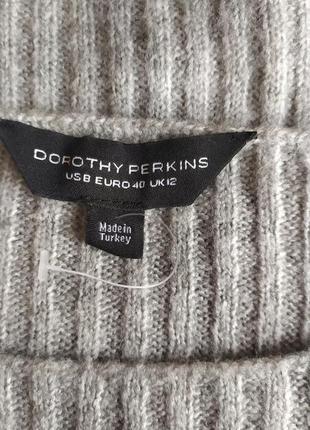 DOROTHY PERKINS
US 8 EURO 40 UK 12
Made in
Turkey